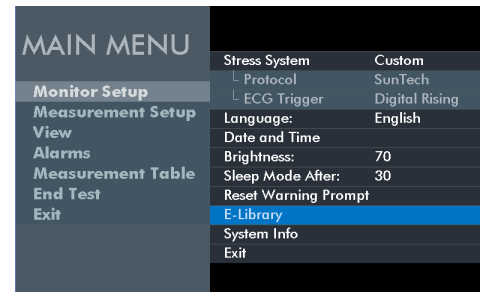 MAIN MENU
Monitor Setup
Measurement Setup
View
Alarms
Measurement Table
End Test
Exit
Stress System Custom
Protocol SunTech
ECG Trigger Digital Rising
Language: English
Date and Time
Brightness: 70
Sleep Mode After: 30
Reset Warning Prompt
E-Library
System Info
Exit